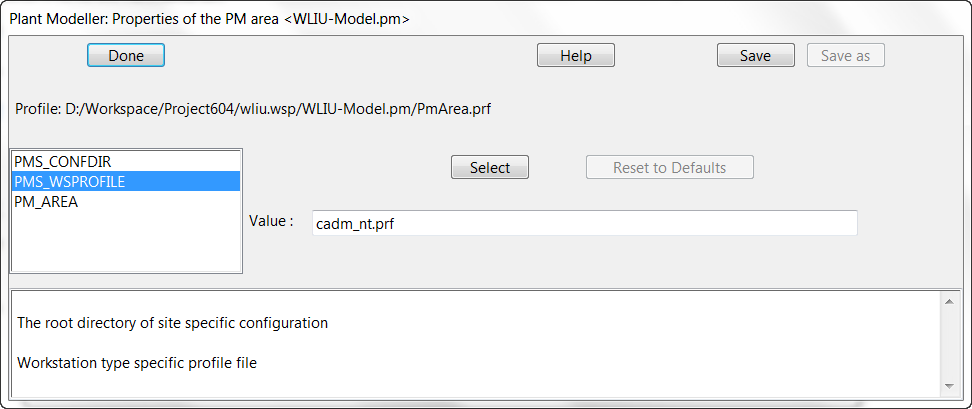 Plant Modeller: Properties of the PM area <WLIU-Model.pm>
Done Help Save Save as
Profile: D:/Workspace/Project604/wliu.wsp/WLIU-Model.pm/PmArea.prf
PMS_CONFDIR
PMS_WSPROFILE
PM_AREA
Select Reset to Defaults
Value : cadm_nt.prf
The root directory of site specific configuration
Workstation type specific profile file